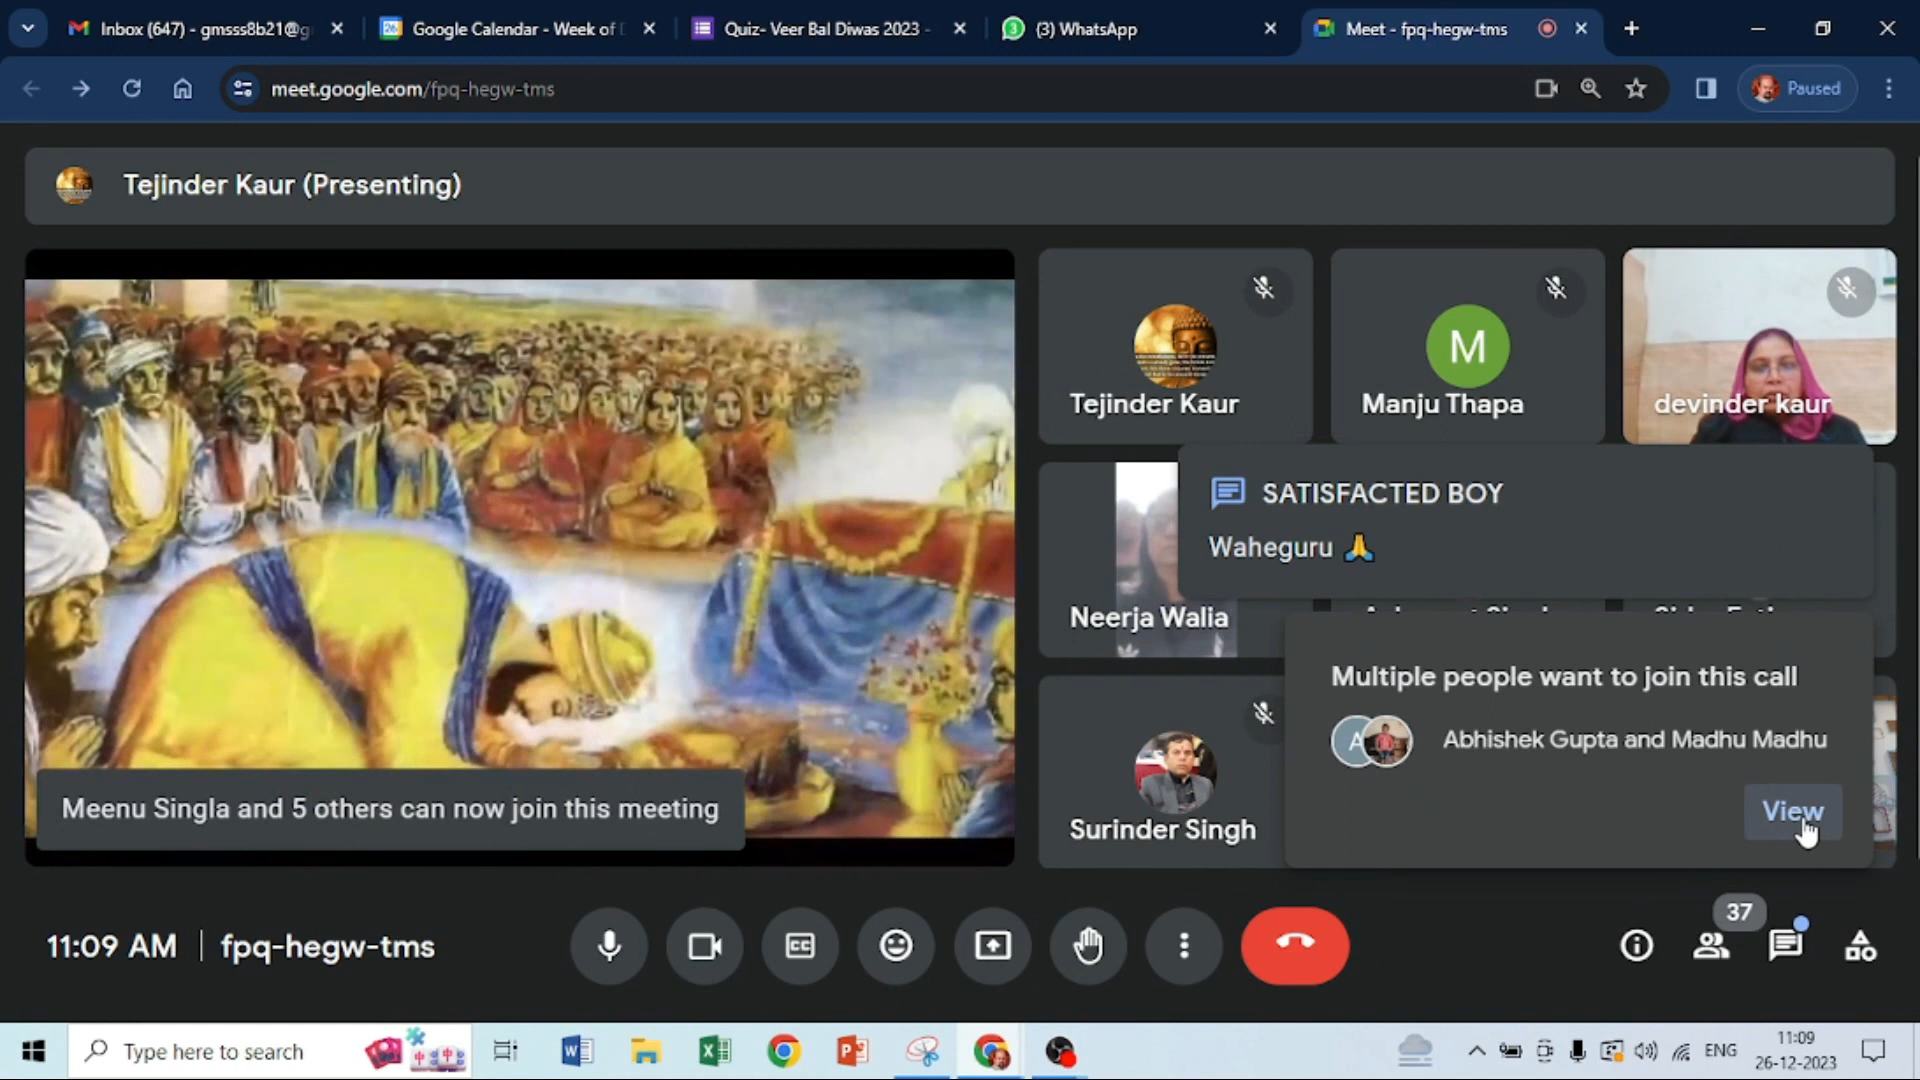 Inbox (647) - gmsss8b21@g
Google Calendar - Week of D
Quiz- Veer Bal Diwas 2023 -
(3) WhatsApp
Meet - fpq-hegw-tms
meet.google.com/fpq-hegw-tms
Paused
Tejinder Kaur (Presenting)
Tejinder Kaur
M
Manju Thapa
devinder kaur
SATISFACTED BOY
Waheguru 🙏
Neerja Walia
Multiple people want to join this call
A
Abhishek Gupta and Madhu Madhu
View
Meenu Singla and 5 others can now join this meeting
Surinder Singh
37
11:09 AM | fpq-hegw-tms
CC
Type here to search
ENG
11:09
26-12-2023